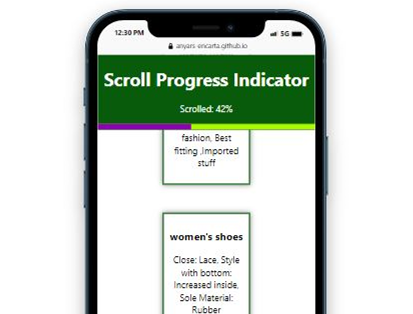 12:30 PM
5G
anyars-encarta.github.io
Scroll Progress Indicator
Scrolled: 42%
fashion, Best
fitting ,Imported
stuff
women's shoes
Close: Lace, Style
with bottom:
Increased inside,
Sole Material:
Rubber